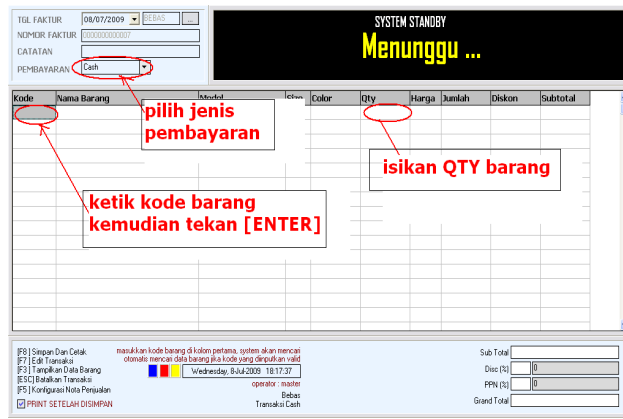 TGL FAKTUR 08/07/2009 BEBAS ...
NOMOR FAKTUR 0000000000007
CATATAN
PEMBAYARAN Cash
SYSTEM STANDBY
Menunggu ...
Kode Nama Barang Model Size Color Qty Harga Jumlah Diskon Subtotal
pilih jenis
pembayaran
isikan QTY barang
ketik kode barang
kemudian tekan [ENTER]
[F8 ] Simpan Dan Cetak
[F7 ] Edit Transaksi
[F3 ] Tampilkan Data Barang
[ESC] Batalkan Transaksi
[F5 ] Konfigurasi Nota Penjualan
PRINT SETELAH DISIMPAN
masukkan kode barang di kolom pertama, system akan mencari
otomatis mencari data barang jika kode yang diinputkan valid
Wednesday, 8-Jul-2009 18:17:37
operator : master
Bebas
Transaksi Cash
Sub Total
Disc (%) 0
PPN (%) 0
Grand Total